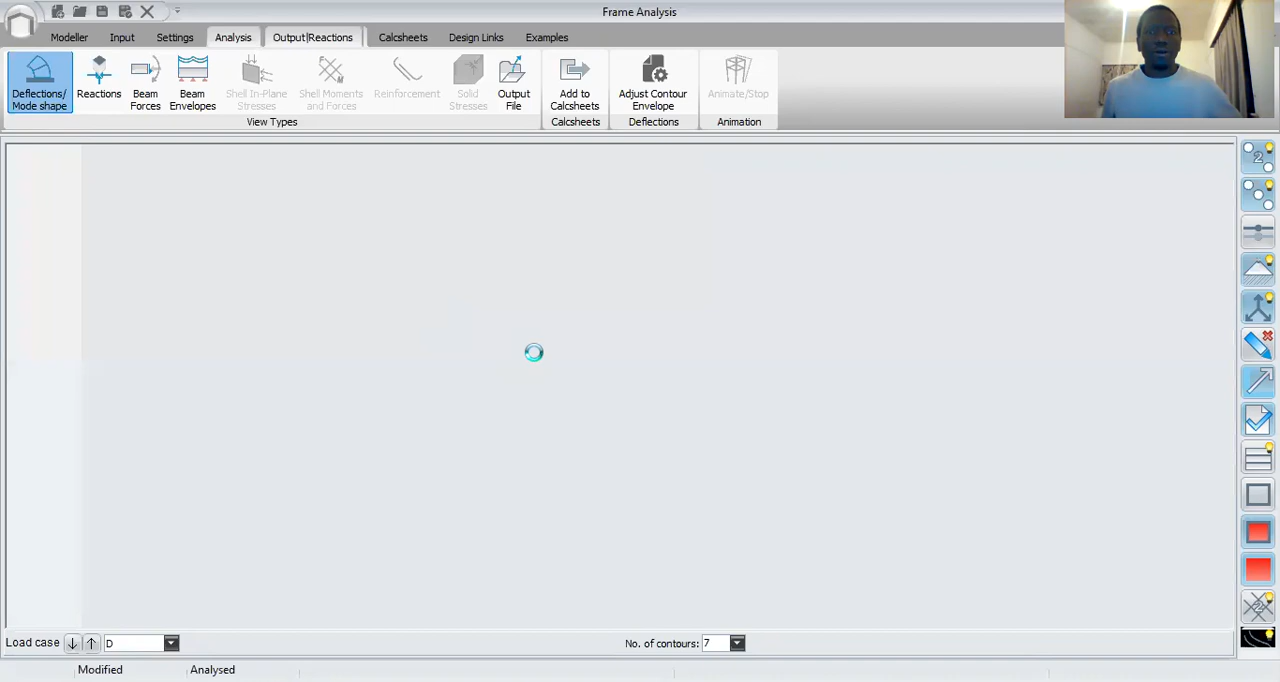 Frame Analysis
Modeller Input Settings Analysis Output|Reactions Calcsheets Design Links Examples
Deflections/ Mode shape
Reactions
Beam Forces
Beam Envelopes
Shell In-Plane Stresses
Shell Moments and Forces
Reinforcement
Solid Stresses
Output File
Add to Calcsheets
Adjust Contour Envelope
Animate/Stop
View Types Calcsheets Deflections Animation
2
2
Load case D No. of contours: 7
Modified Analysed